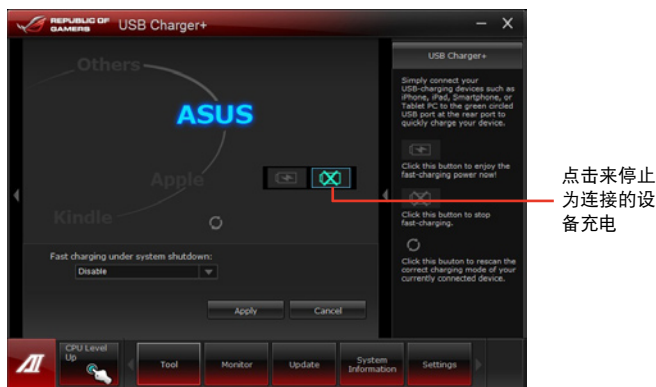 REPUBLIC OF
GAMERS
USB Charger+
Others
ASUS
Apple
Kindle
Fast charging under system shutdown:
Disable
Apply
Cancel
USB Charger+
Simply connect your
USB-charging devices such as
iPhone, iPad, Smartphone, or
Tablet PC to the green circled
USB port at the rear port to
quickly charge your device.
Click this button to enjoy the
fast-charging power now!
Click this button to stop
fast-charging.
Click this buuton to rescan the
correct charging mode of your
currently connected device.
点击来停止
为连接的设
备充电
CPU Level
Up
Tool
Monitor
Update
System
Information
Settings